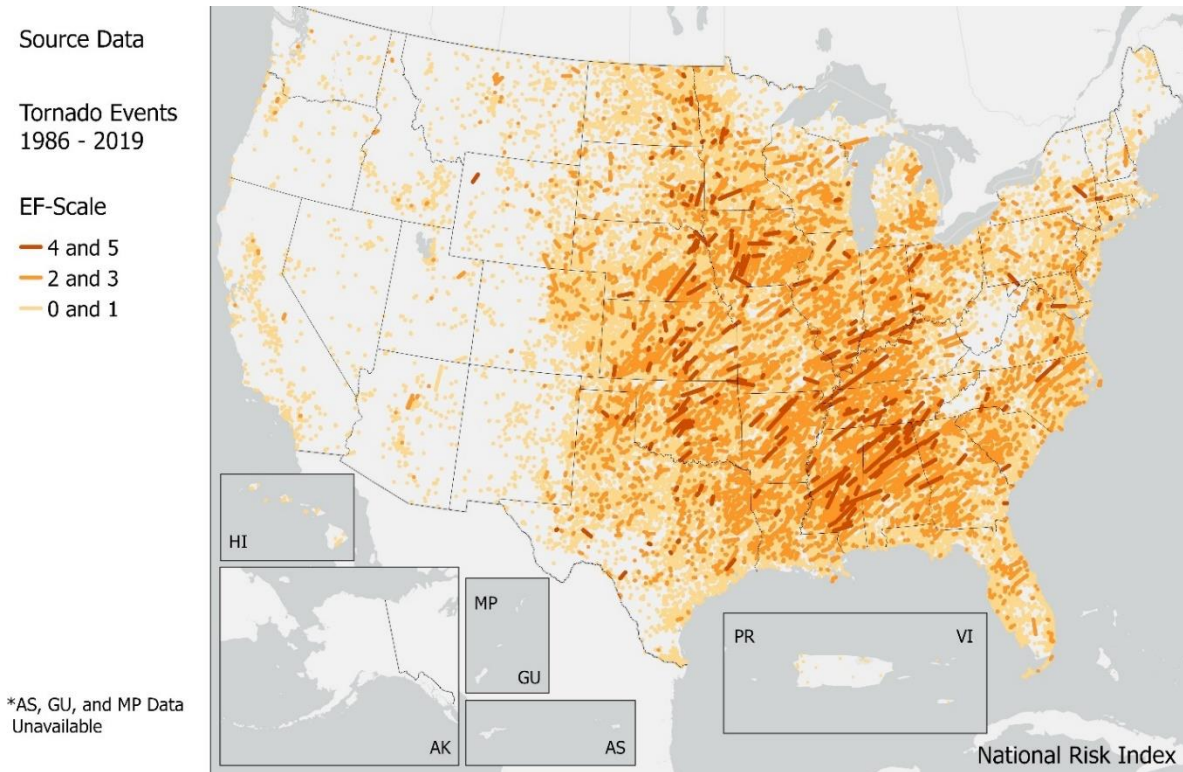 Source Data
Tornado Events
1986 - 2019
EF-Scale
4 and 5
2 and 3
0 and 1
HI
MP
GU
PR
VI
*AS, GU, and MP Data
Unavailable
AK
AS
National Risk Index